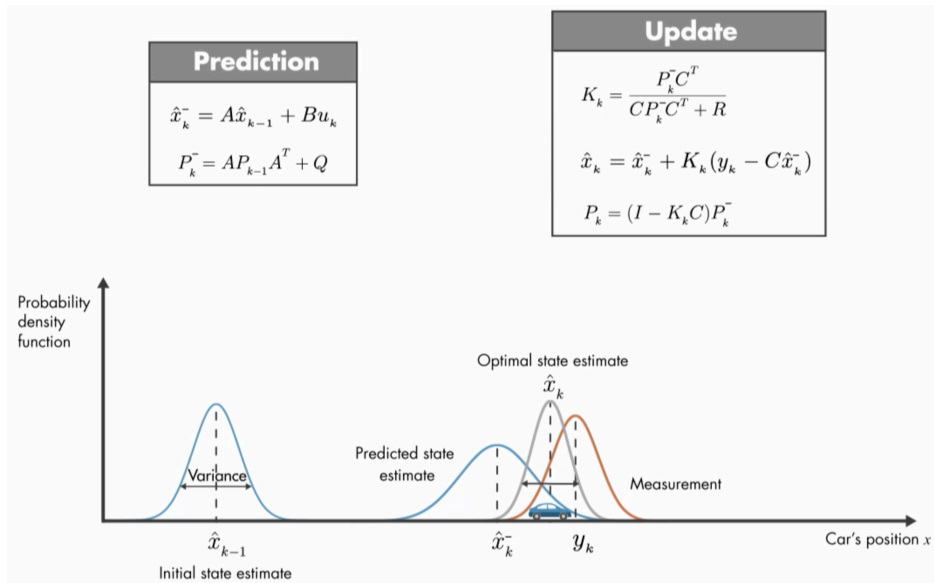 Prediction
x̂ₖ⁻ = Ax̂ₖ₋₁ + Buₖ
Pₖ⁻ = APₖ₋₁Aᵀ + Q
Update
Kₖ = Pₖ⁻Cᵀ / (CPₖ⁻Cᵀ + R)
x̂ₖ = x̂ₖ⁻ + Kₖ(yₖ − Cx̂ₖ⁻)
Pₖ = (I − KₖC)Pₖ⁻
Probability
density
function
Optimal state estimate
x̂ₖ
Predicted state
estimate
Variance
Measurement
x̂ₖ₋₁
x̂ₖ⁻
yₖ
Car's position x
Initial state estimate